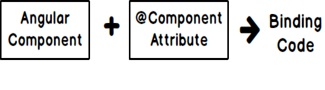 Angular
Component
+
@Component
Attribute
Binding
Code